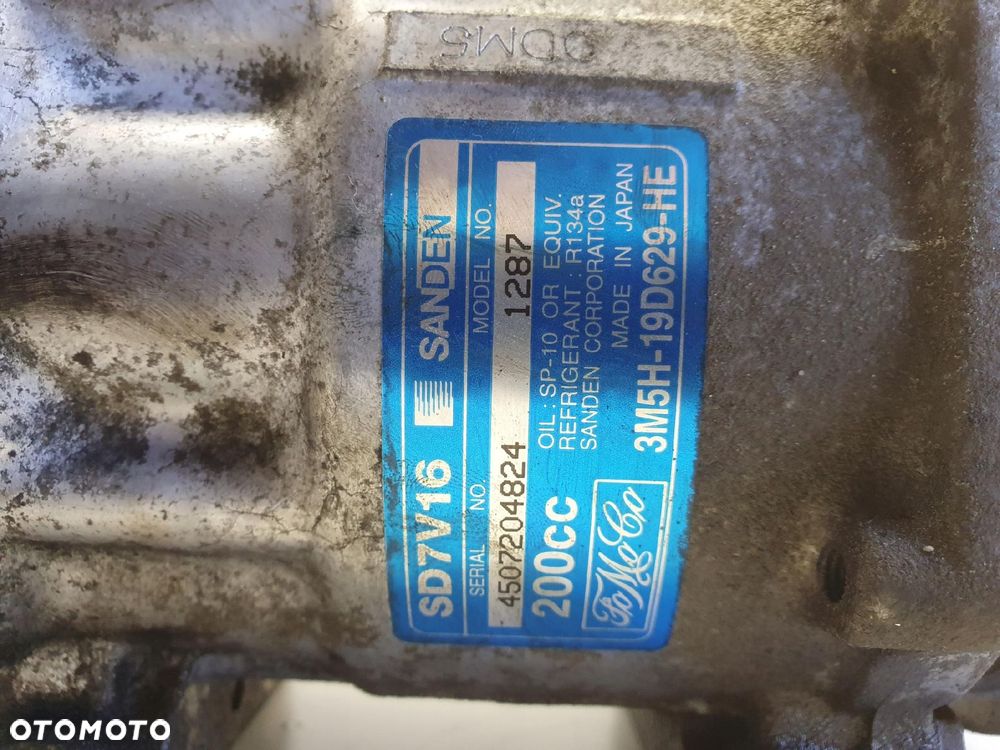 ODMS
SD7V16 SANDEN
SERIAL NO. MODEL NO.
4507204824 1287
200cc
OIL: SP-10 OR EQUIV.
REFRIGERANT : R134a
SANDEN CORPORATION
MADE IN JAPAN
FoMoCo
3M5H-19D629-HE
OTOMOTO